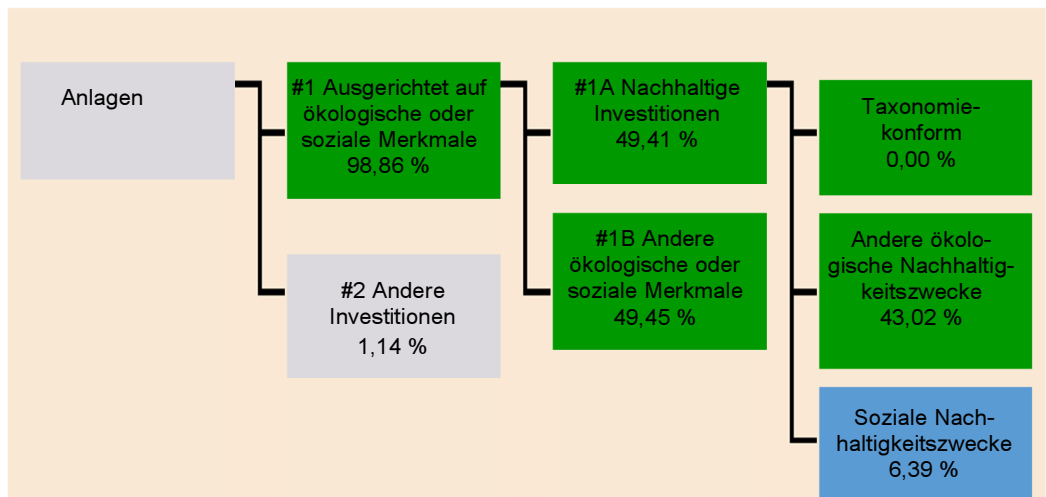 Anlagen
#1 Ausgerichtet auf
ökologische oder
soziale Merkmale
98,86 %
#2 Andere
Investitionen
1,14 %
#1A Nachhaltige
Investitionen
49,41 %
#1B Andere
ökologische oder
soziale Merkmale
49,45 %
Taxonomie-
konform
0,00 %
Andere ökolo-
gische Nachhaltig-
keitszwecke
43,02 %
Soziale Nach-
haltigkeitszwecke
6,39 %